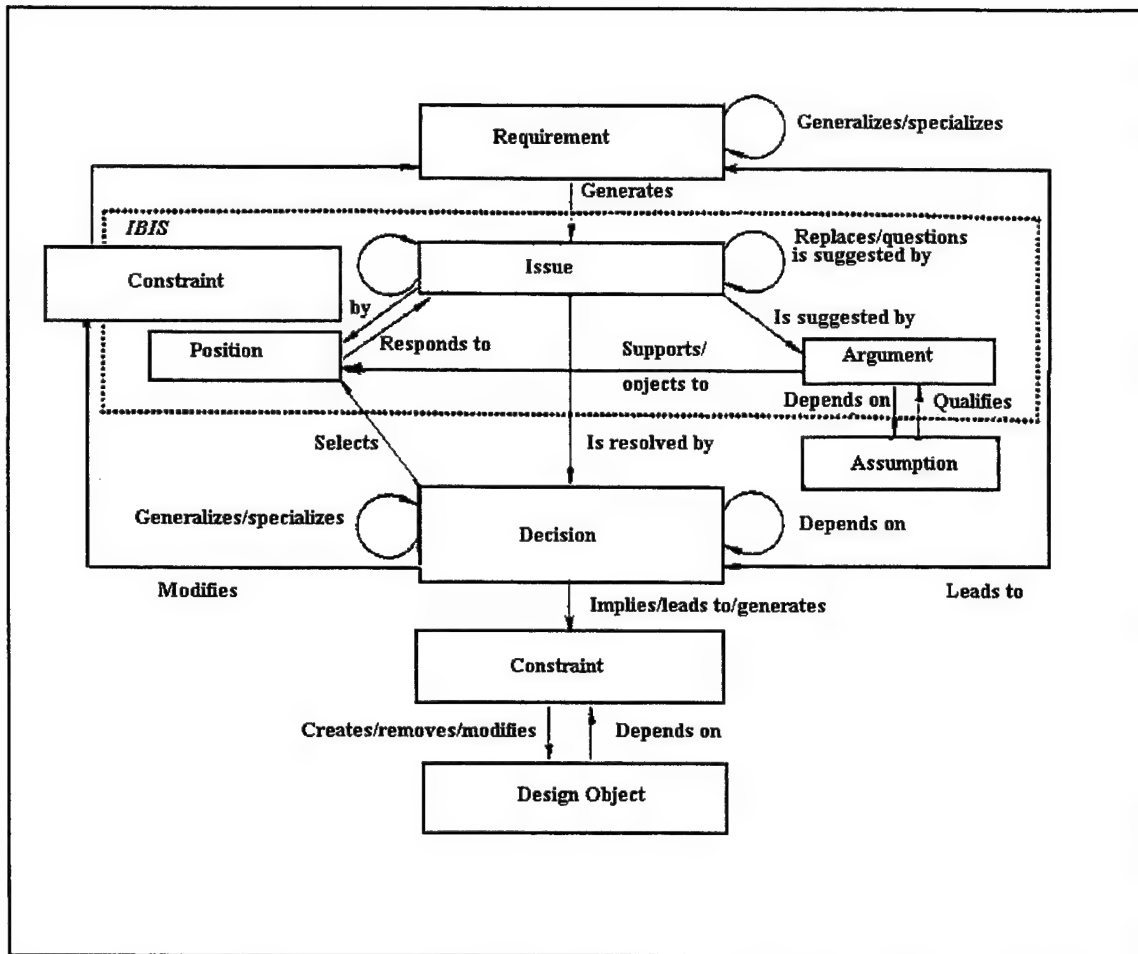 Requirement
Generalizes/specializes
Generates
IBIS
Constraint
Issue
Replaces/questions
is suggested by
by
Is suggested by
Position
Responds to
Supports/
objects to
Argument
Depends on
Qualifies
Selects
Is resolved by
Assumption
Generalizes/specializes
Decision
Depends on
Modifies
Implies/leads to/generates
Leads to
Constraint
Creates/removes/modifies
Depends on
Design Object